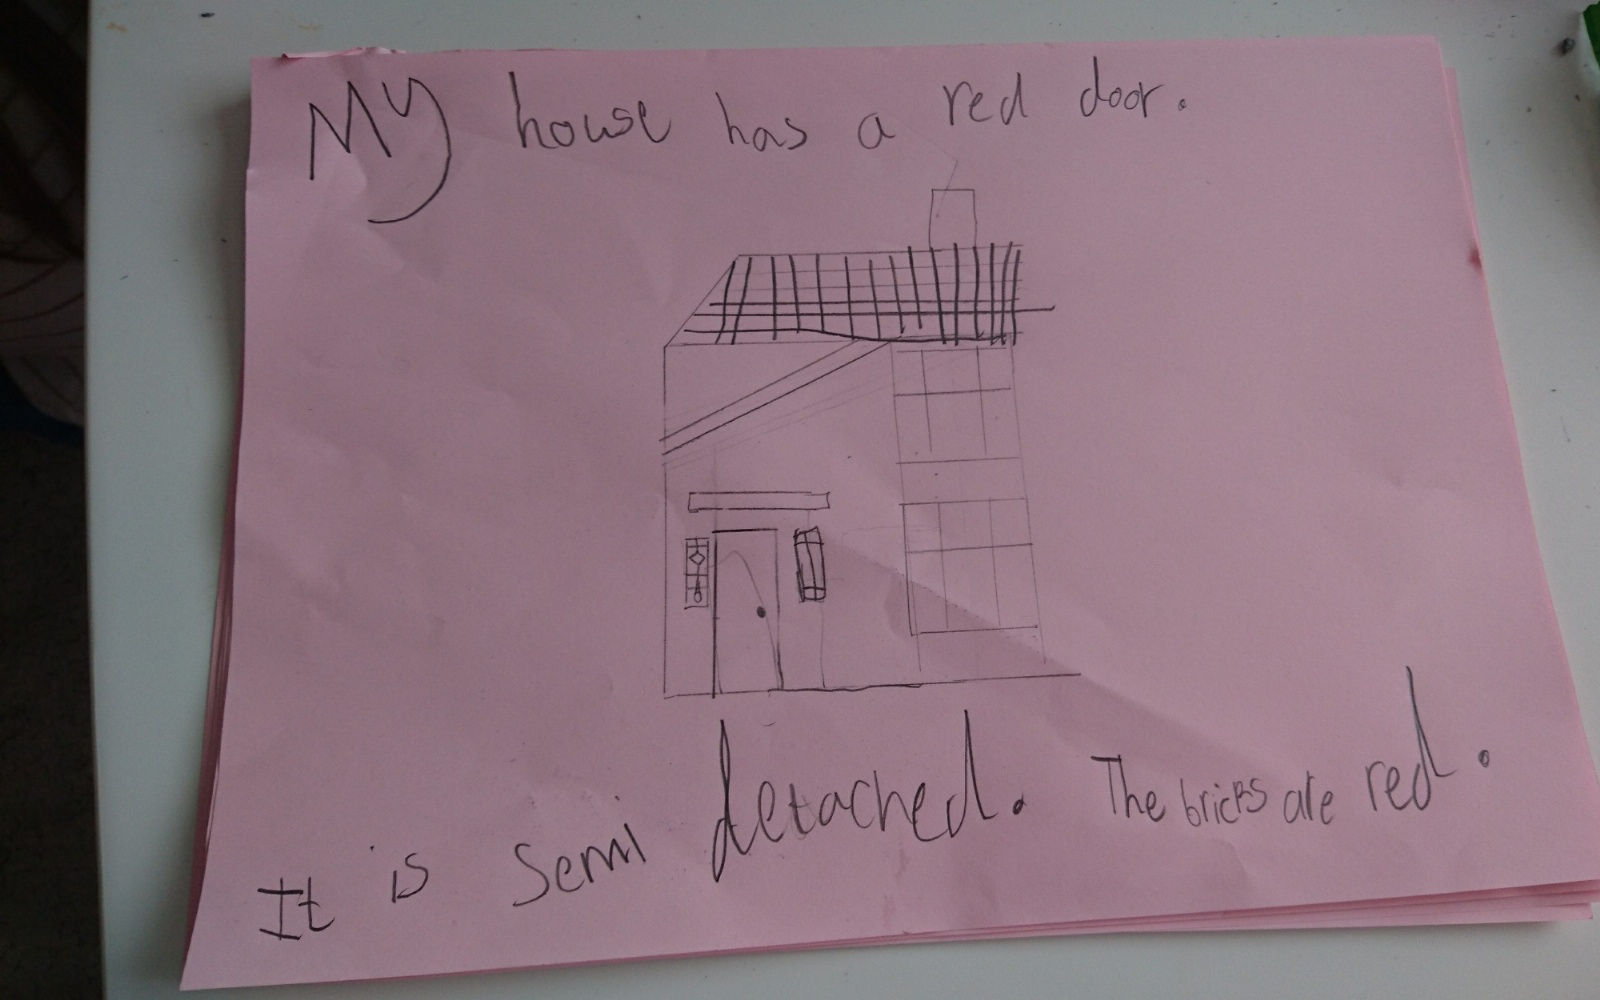 My house has a red door.
It is Semi detached. The bricks are red.